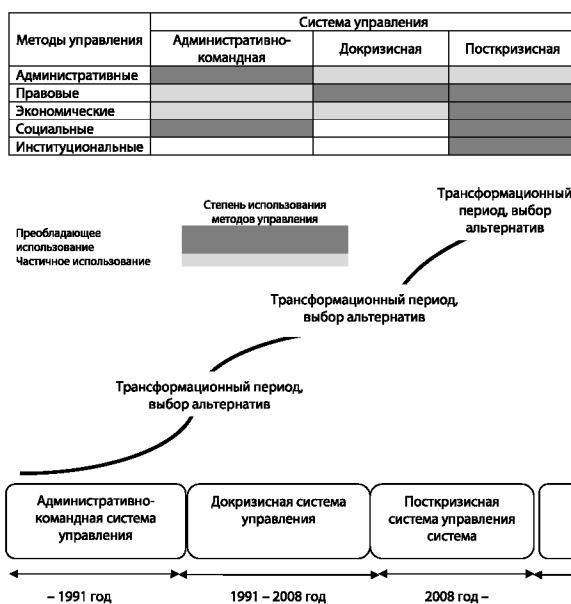 Методы управления
Система управления
Административно-
командная
Докризисная
Посткризисная
Административные
Правовые
Экономические
Социальные
Институциональные
Степень использования
методов управления
Преобладающее
использование
Частичное использование
Трансформационный
период, выбор
альтернатив
Трансформационный период,
выбор альтернатив
Трансформационный период,
выбор альтернатив
Административно-
командная система
управления
Докризисная система
управления
Посткризисная
система управления
система
– 1991 год
1991 – 2008 год
2008 год –